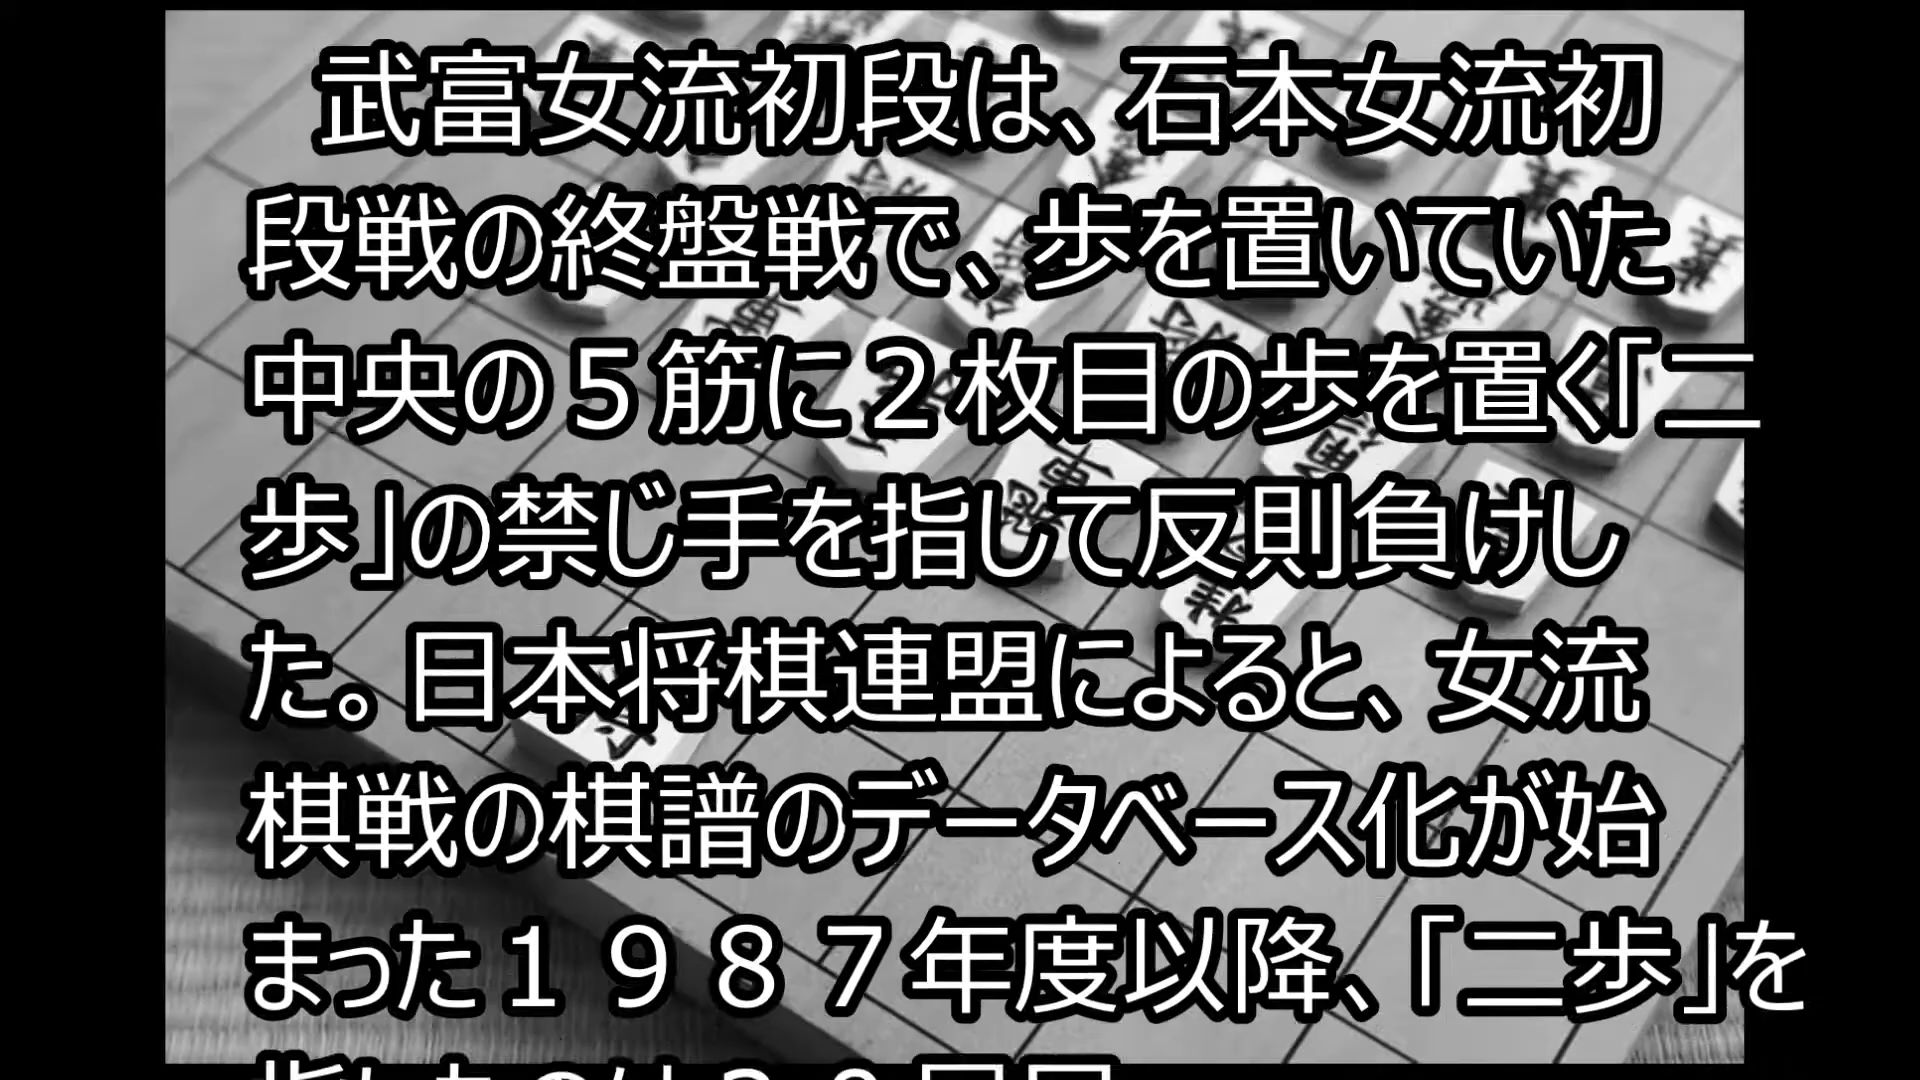 武富女流初段は、石本女流初
段戦の終盤戦で、歩を置いていた
中央の５筋に２枚目の歩を置く「二
歩」の禁じ手を指して反則負けし
た。日本将棋連盟によると、女流
棋戦の棋譜のデータベース化が始
まった１９８７年度以降、「二歩」を